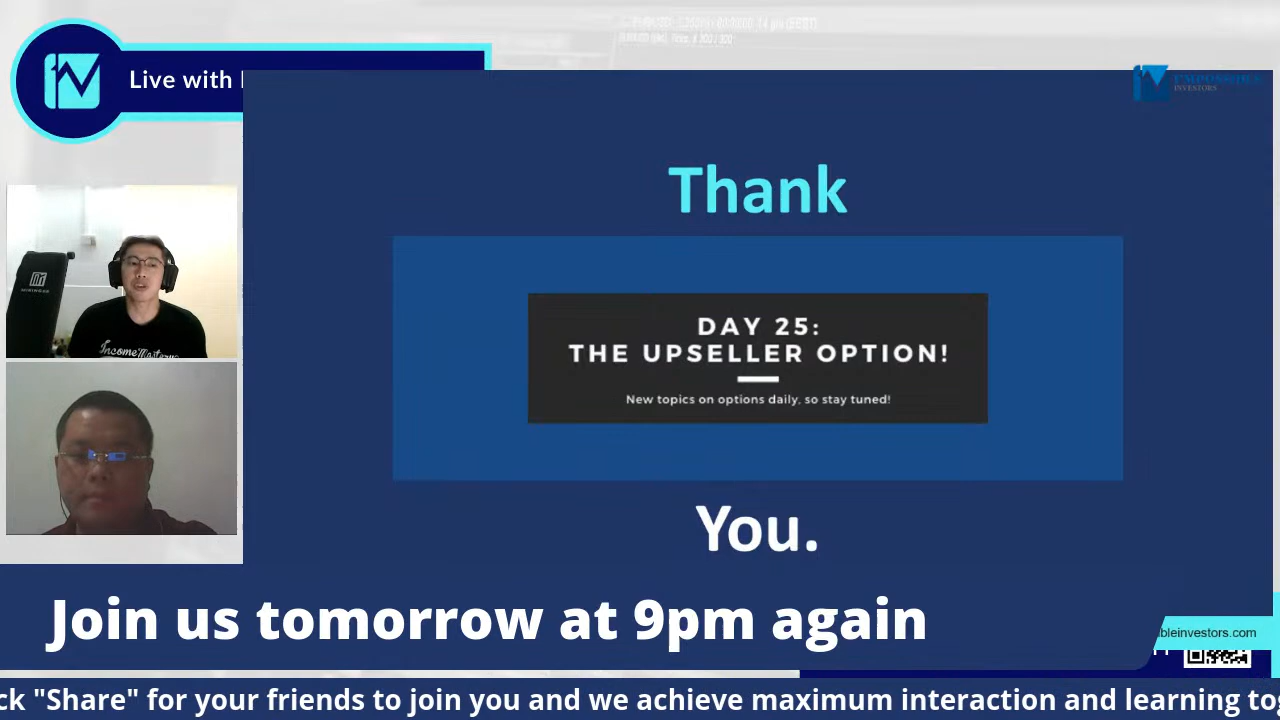 Live with
INVESTORS
Thank
DAY 25:
THE UPSELLER OPTION!
New topics on options daily, so stay tuned!
You.
Join us tomorrow at 9pm again
bleinvestors.com
ck "Share" for your friends to join you and we achieve maximum interaction and learning tog